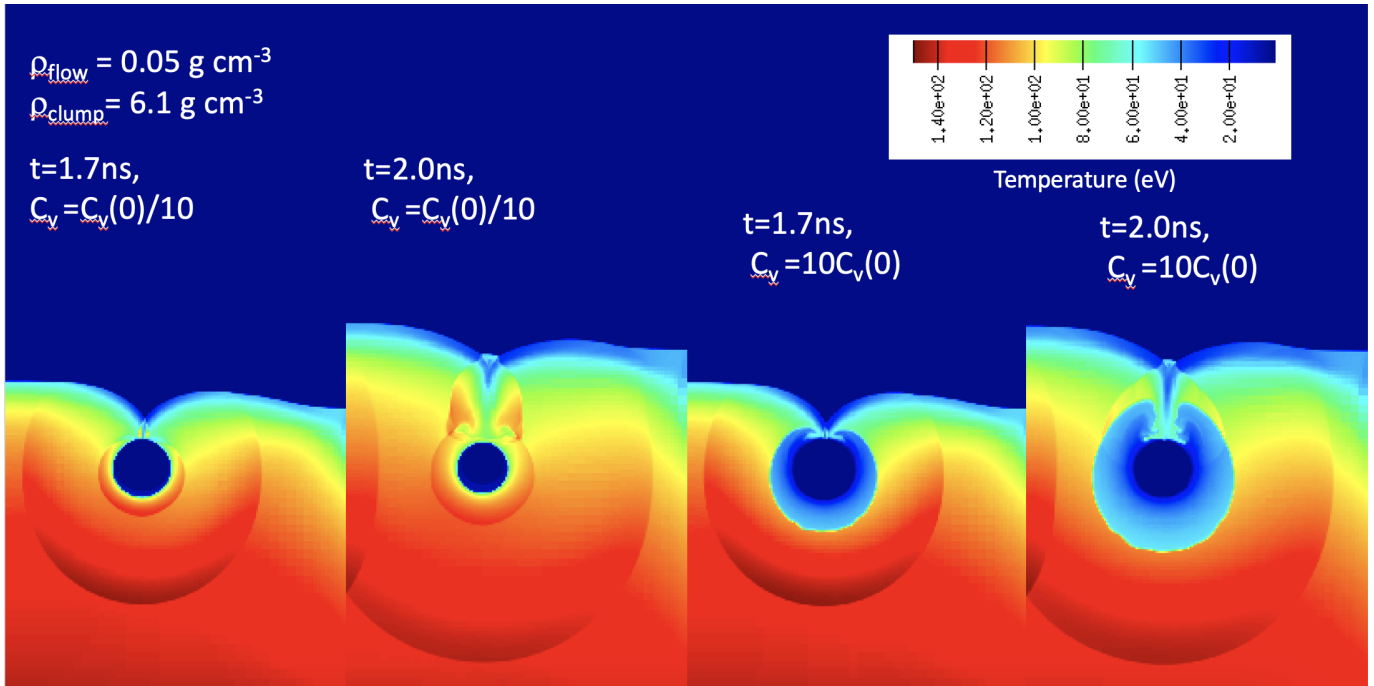 ρflow = 0.05 g cm-3
ρclump= 6.1 g cm-3
t=1.7ns,
Cv =Cv(0)/10
t=2.0ns,
Cv =Cv(0)/10
1.40e+02
1.20e+02
1.00e+02
8.00e+01
6.00e+01
4.00e+01
2.00e+01
Temperature (eV)
t=1.7ns,
Cv =10Cv(0)
t=2.0ns,
Cv =10Cv(0)